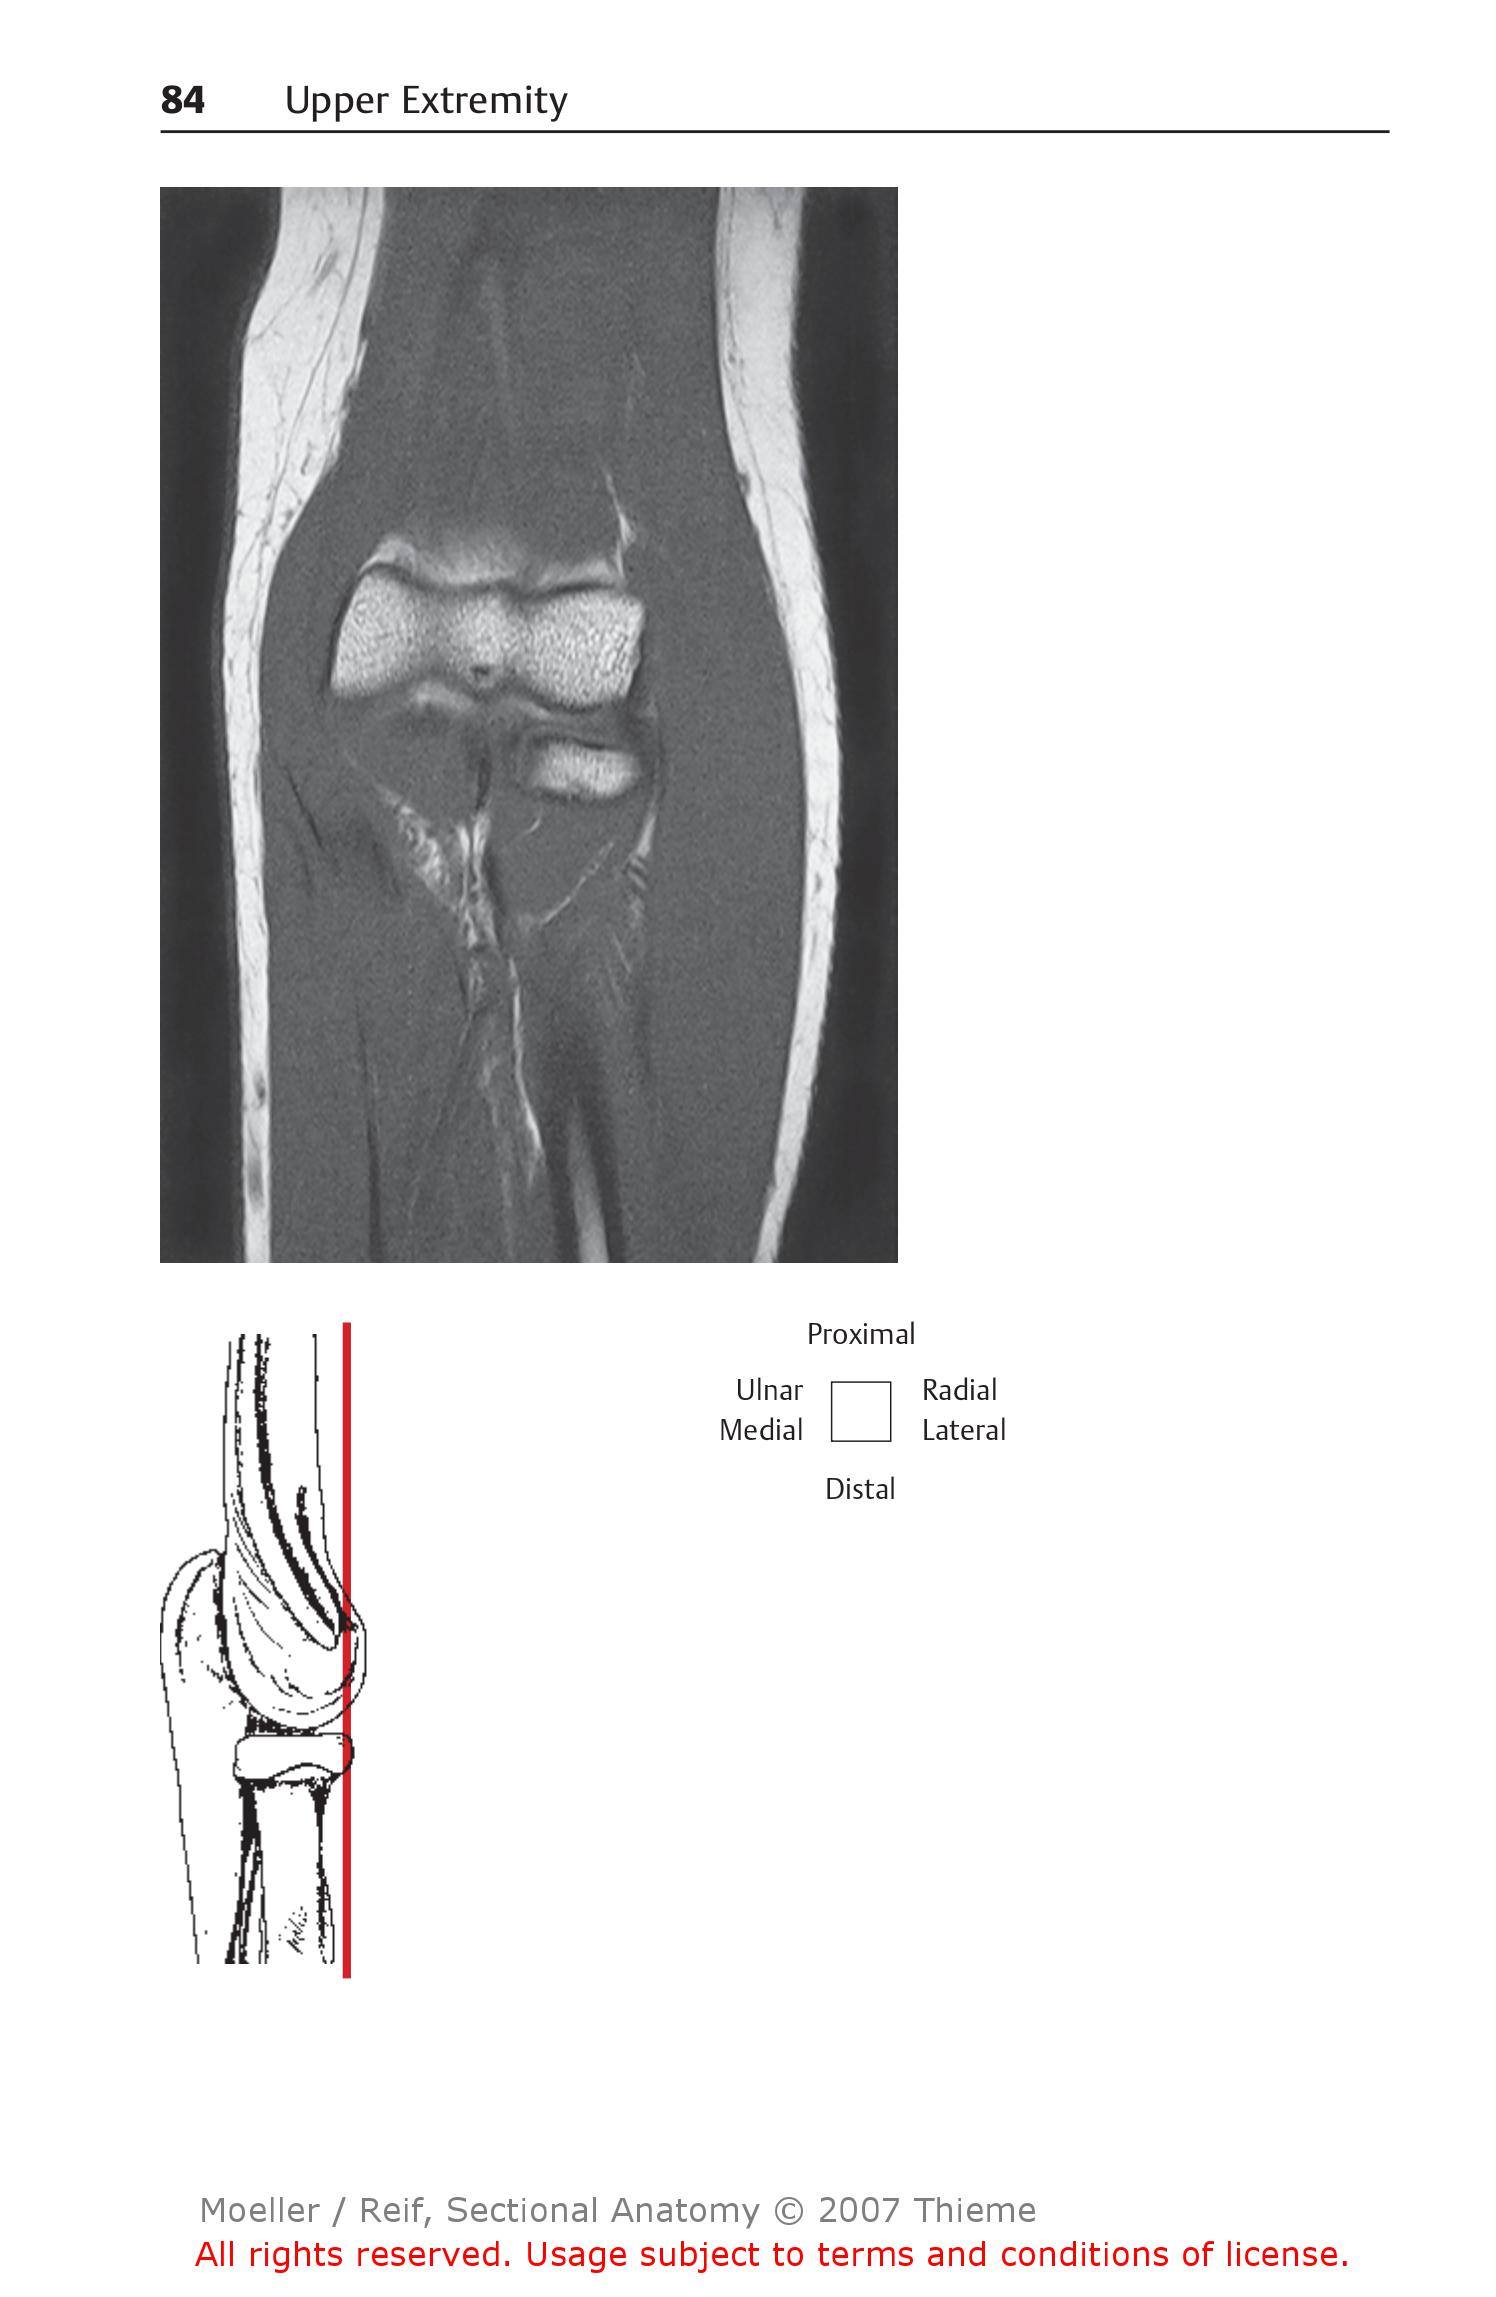 84 Upper Extremity
Proximal
Ulnar Radial
Medial Lateral
Distal
Moeller / Reif, Sectional Anatomy © 2007 Thieme
All rights reserved. Usage subject to terms and conditions of license.